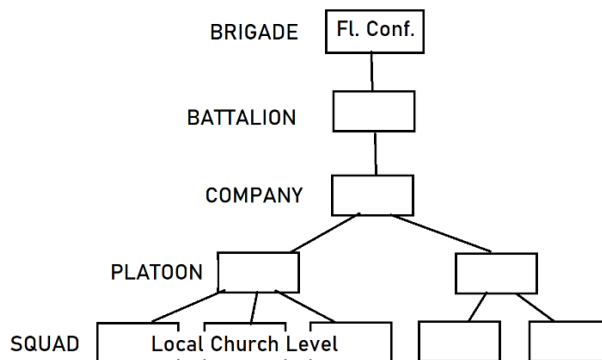 BRIGADE Fl. Conf.
BATTALION
COMPANY
PLATOON
SQUAD Local Church Level